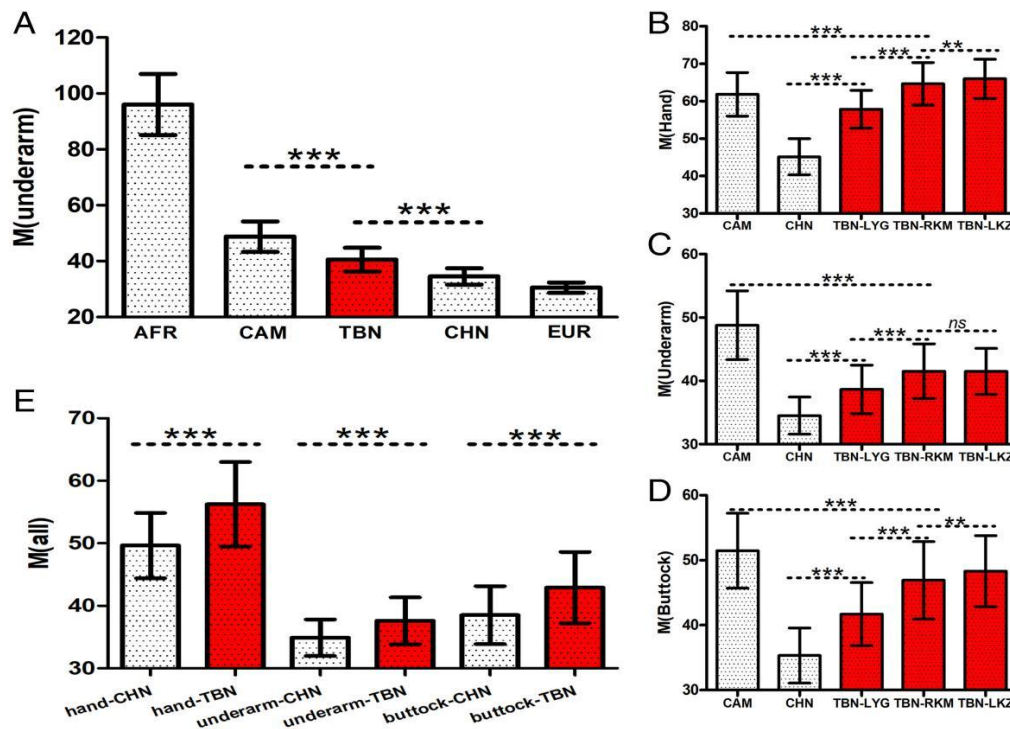 A
M(underarm)
120
100
80
60
40
20
***
***
AFR CAM TBN CHN EUR
B
M(Hand)
80
70
60
50
40
30
***
***
***
**
CAM CHN TBN-LYG TBN-RKM TBN-LKZ
C
M(Underarm)
60
50
40
30
***
***
***
ns
CAM CHN TBN-LYG TBN-RKM TBN-LKZ
D
M(Buttock)
60
50
40
30
***
***
***
**
CAM CHN TBN-LYG TBN-RKM TBN-LKZ
E
M(all)
70
60
50
40
30
***
***
***
hand-CHN
hand-TBN
underarm-CHN
underarm-TBN
buttock-CHN
buttock-TBN